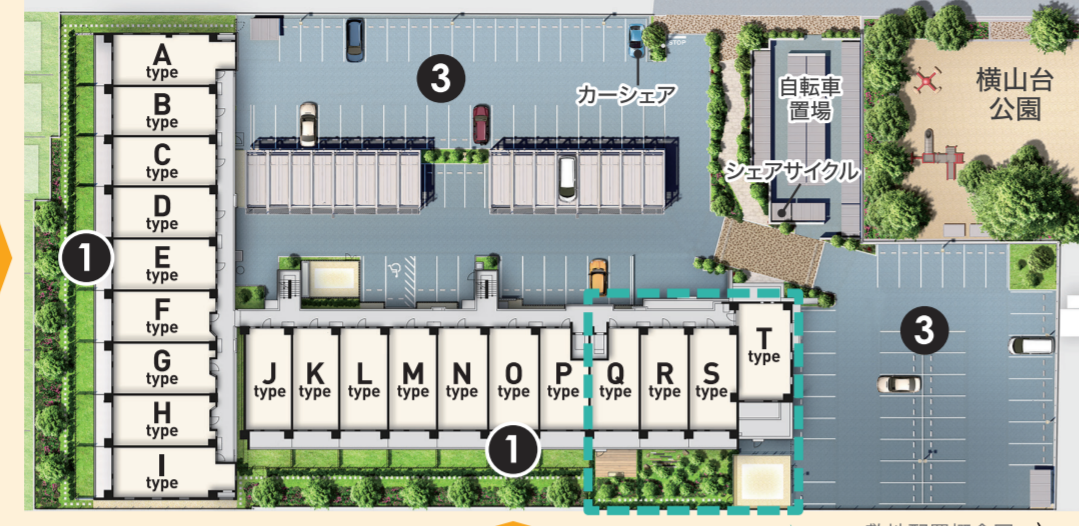 A
type
B
type
C
type
D
type
E
type
F
type
G
type
H
type
I
type
1
3
カーシェア
STOP
自転車
置場
シェアサイクル
横山台
公園
3
J
type
K
type
L
type
M
type
N
type
O
type
P
type
Q
type
R
type
S
type
T
type
1